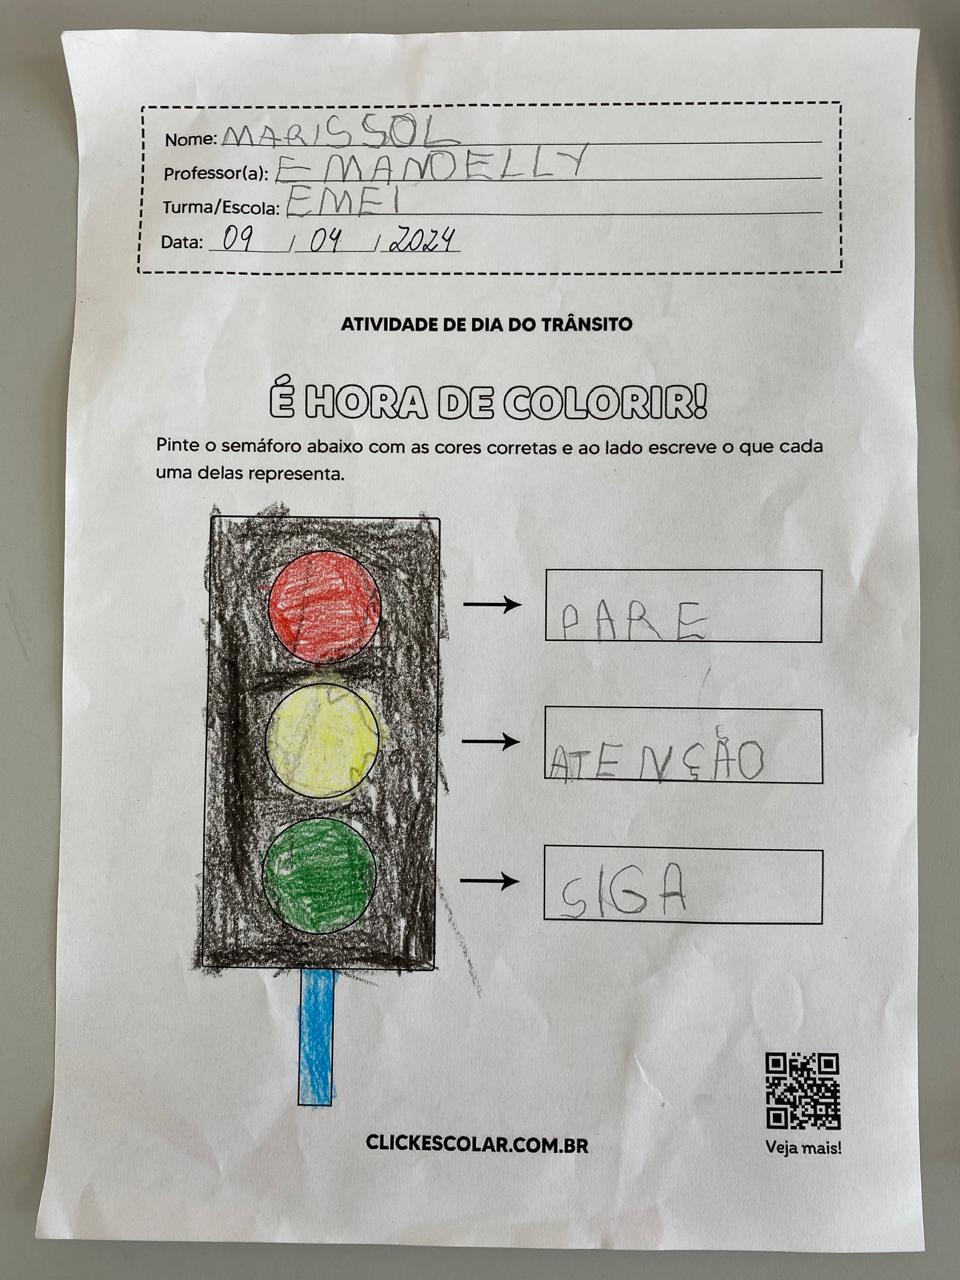 Nome: MARISSOL
Professor(a): EMANOELLY
Turma/Escola: EMEI
Data: 09 / 04 / 2024
ATIVIDADE DE DIA DO TRÂNSITO
É HORA DE COLORIR!
Pinte o semáforo abaixo com as cores corretas e ao lado escreve o que cada
uma delas representa.
PARE
ATENÇÃO
SIGA
CLICKESCOLAR.COM.BR
Veja mais!